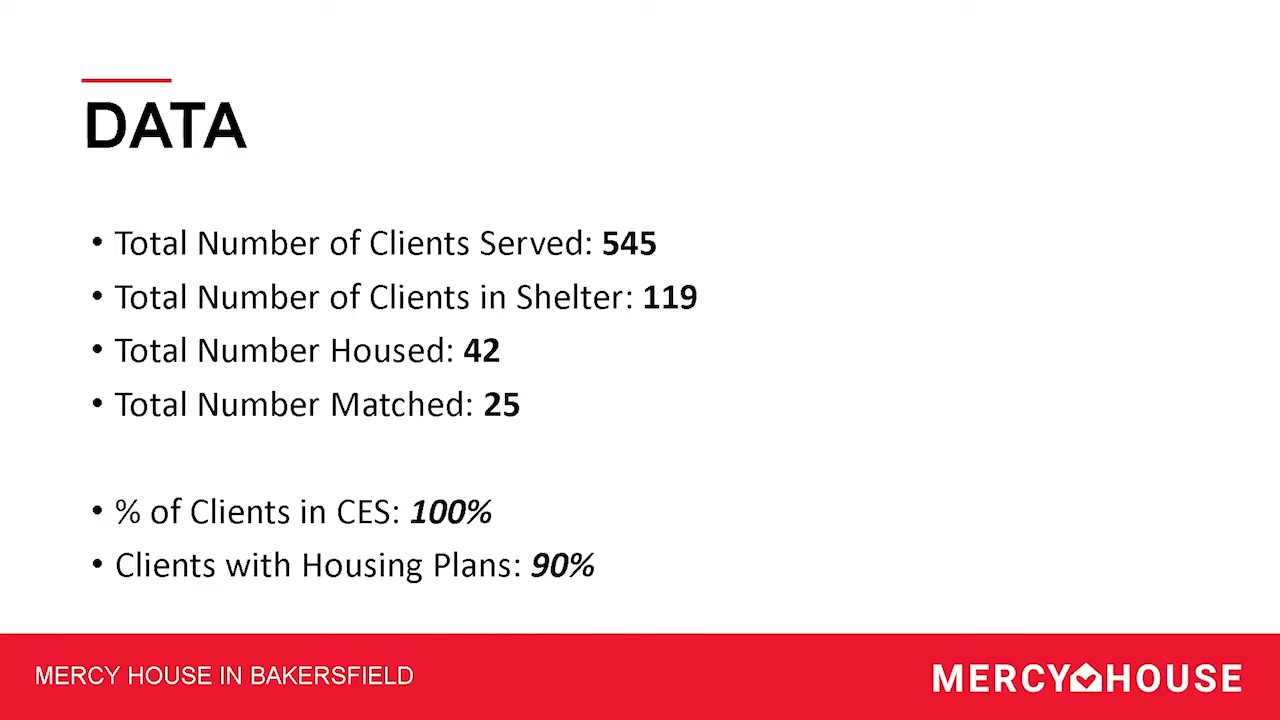 DATA
• Total Number of Clients Served: 545
• Total Number of Clients in Shelter: 119
• Total Number Housed: 42
• Total Number Matched: 25
• % of Clients in CES: 100%
• Clients with Housing Plans: 90%
MERCY HOUSE IN BAKERSFIELD
MERCY HOUSE